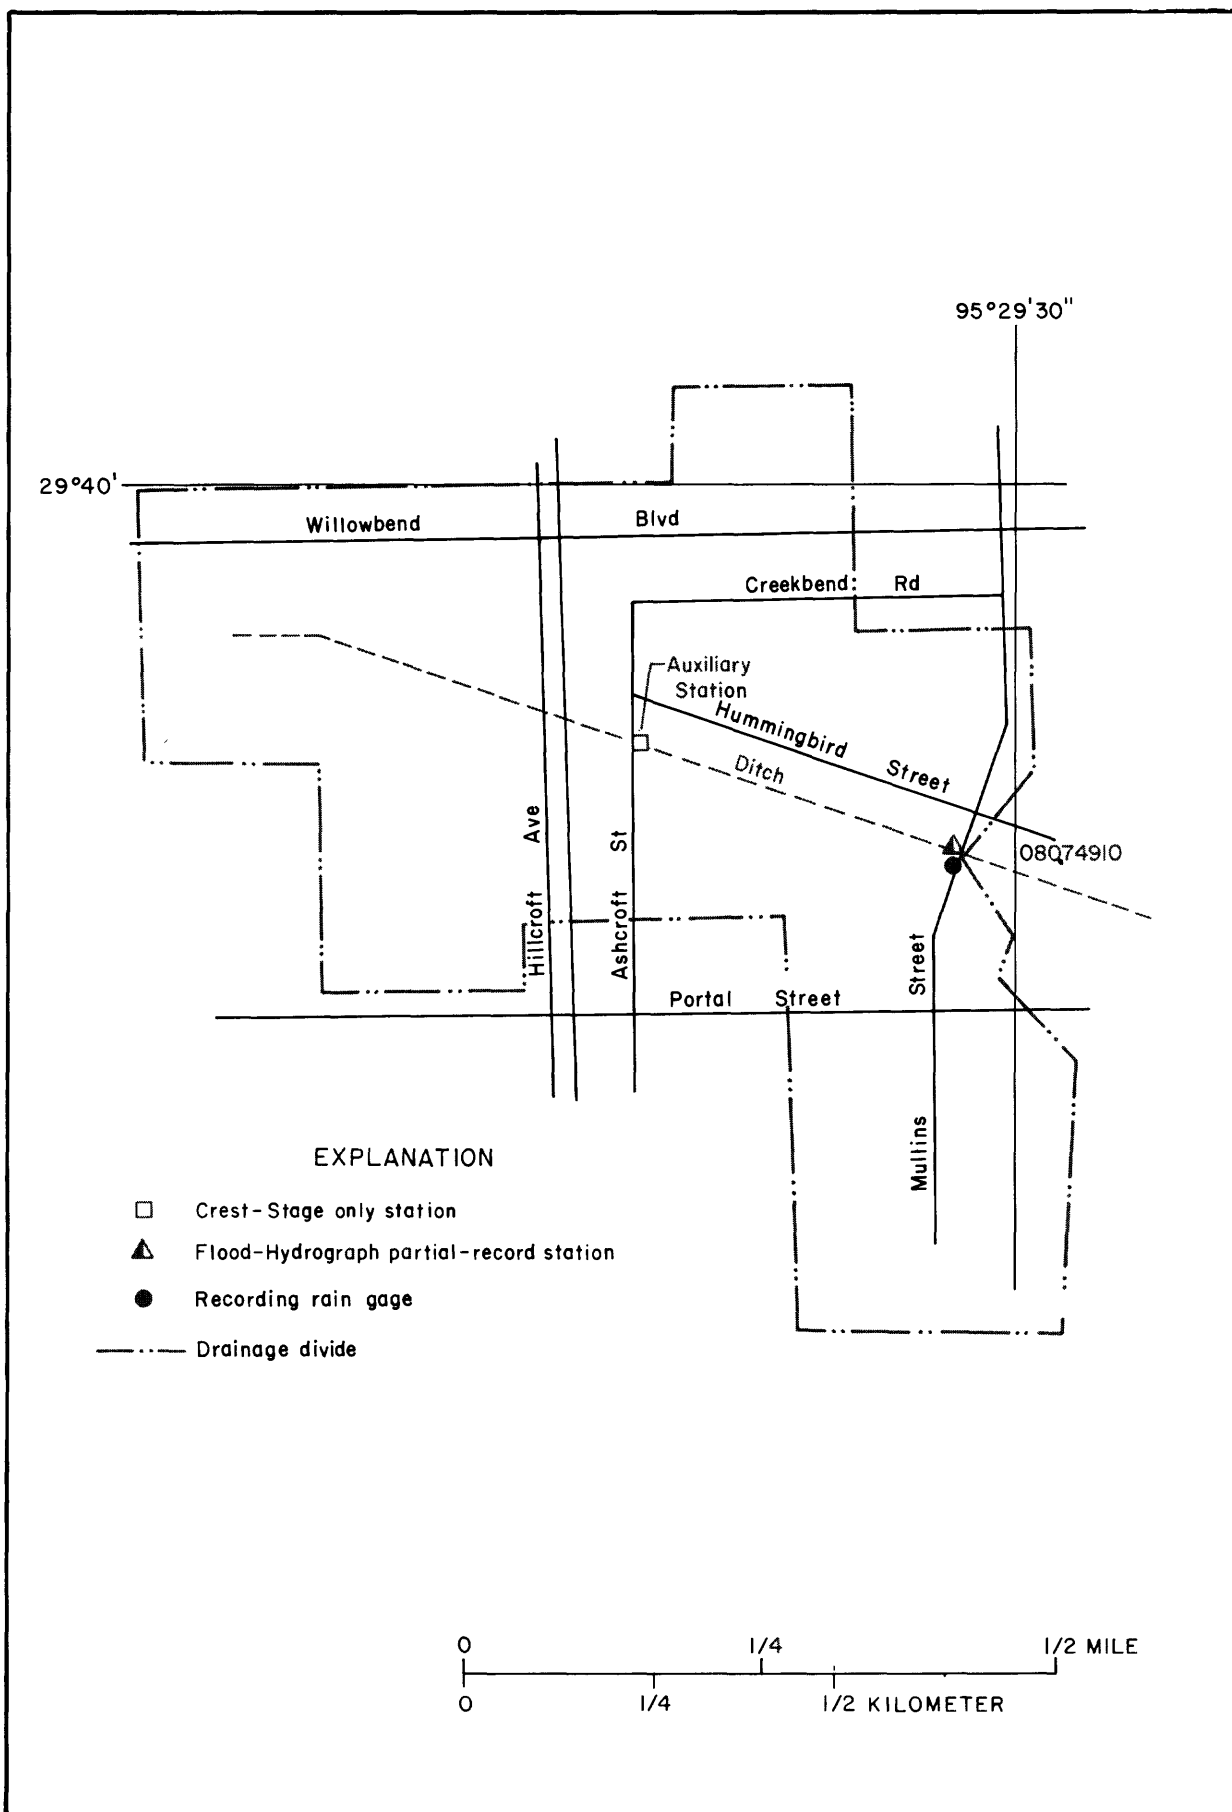 95°29'30"
29°40'
Willowbend Blvd
Creekbend Rd
Auxiliary
Station
Hummingbird Street
Ditch
Hillcroft Ave
Ashcroft St
08074910
Portal Street
Mullins Street
EXPLANATION
Crest-Stage only station
Flood-Hydrograph partial-record station
Recording rain gage
Drainage divide
0 1/4 1/2 MILE
0 1/4 1/2 KILOMETER